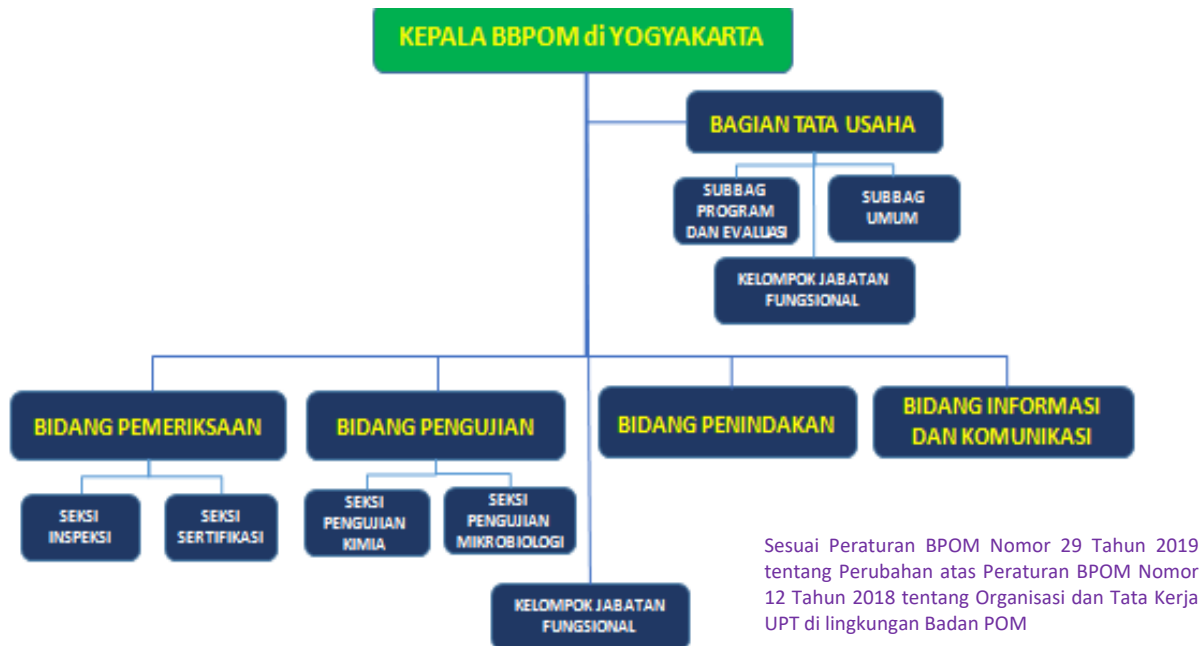 KEPALA BBPOM di YOGYAKARTA
BAGIAN TATA USAHA
SUBBAG
PROGRAM
DAN EVALUASI
SUBBAG
UMUM
KELOMPOK JABATAN
FUNGSIONAL
BIDANG PEMERIKSAAN
BIDANG PENGUJIAN
BIDANG PENINDAKAN
BIDANG INFORMASI
DAN KOMUNIKASI
SEKSI
INSPEKSI
SEKSI
SERTIFIKASI
SEKSI
PENGUJIAN
KIMIA
SEKSI
PENGUJIAN
MIKROBIOLOGI
KELOMPOK JABATAN
FUNGSIONAL
Sesuai Peraturan BPOM Nomor 29 Tahun 2019
tentang Perubahan atas Peraturan BPOM Nomor
12 Tahun 2018 tentang Organisasi dan Tata Kerja
UPT di lingkungan Badan POM